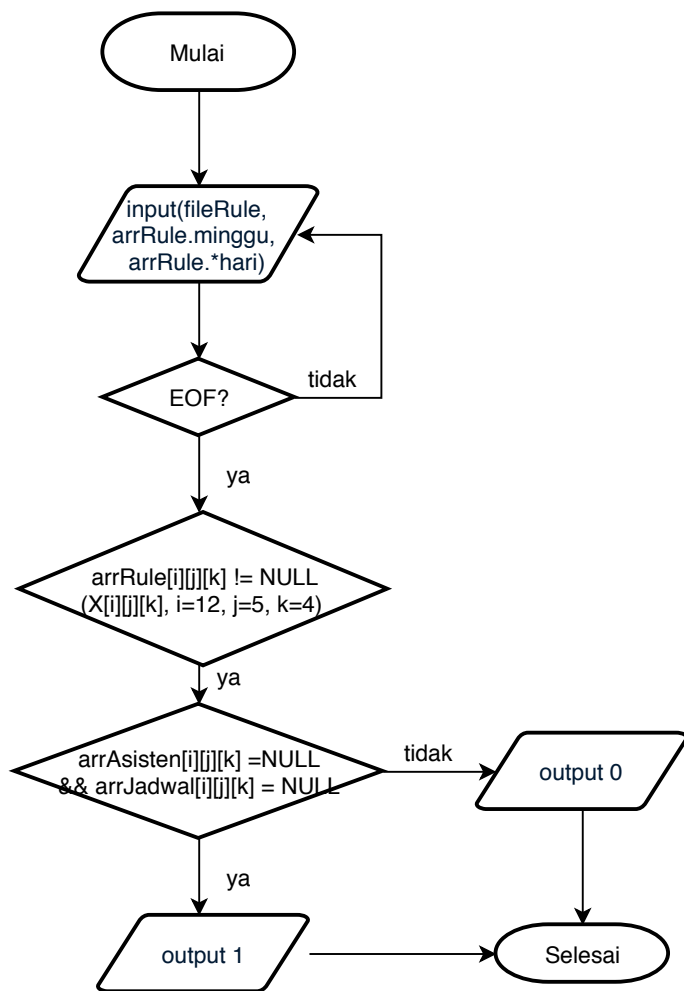 Mulai
input(fileRule,
arrRule.minggu,
arrRule.*hari)
EOF?
tidak
ya
arrRule[i][j][k] != NULL
(X[i][j][k], i=12, j=5, k=4)
ya
arrAsisten[i][j][k] =NULL
&& arrJadwal[i][j][k] = NULL
tidak
output 0
ya
output 1
Selesai